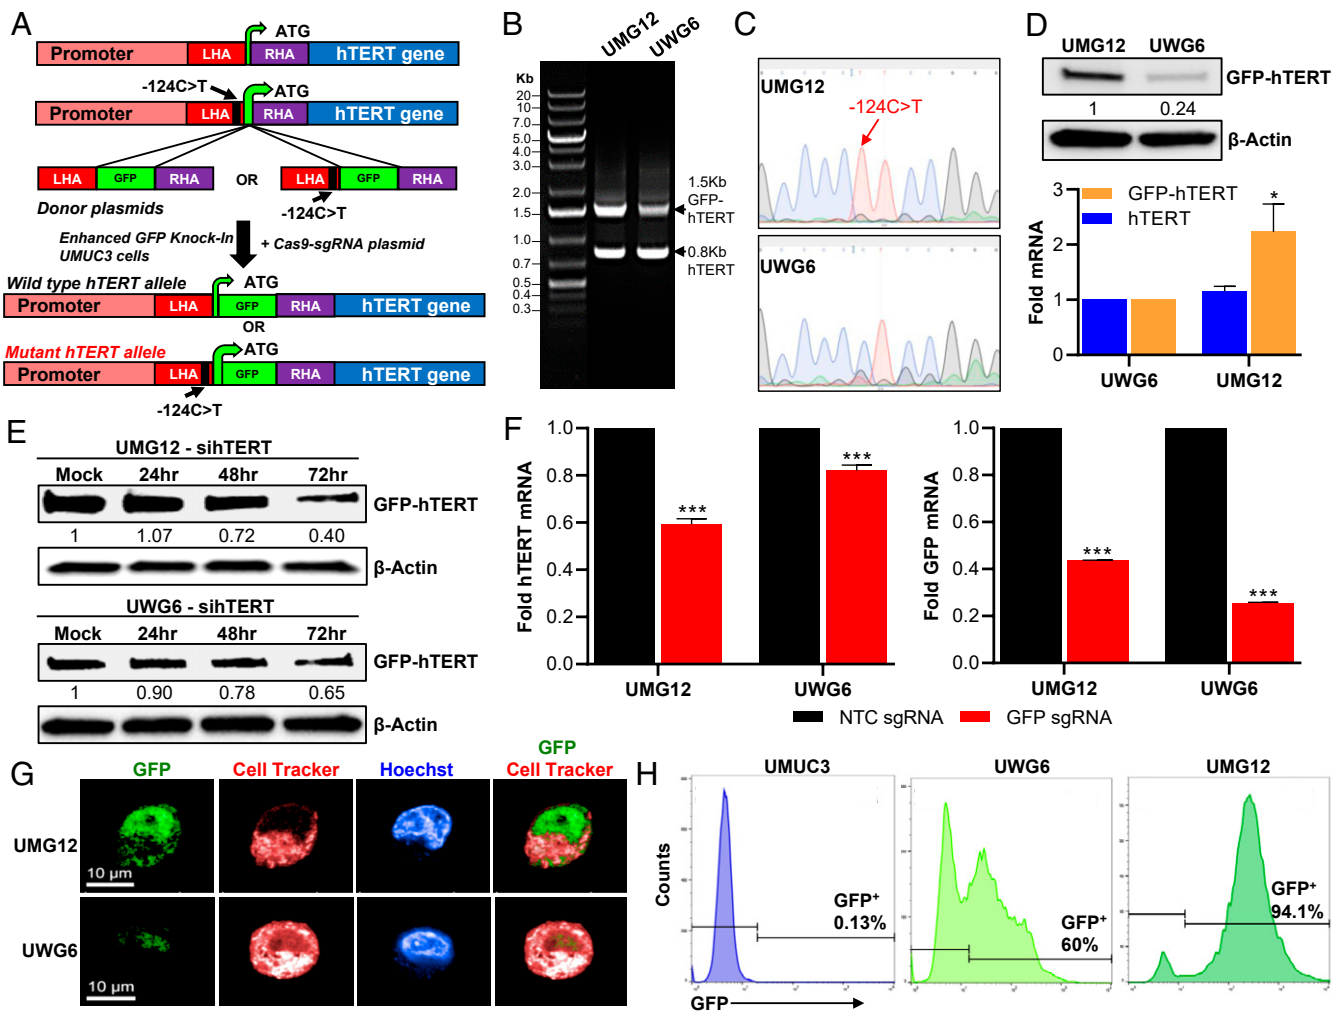 A
ATG
Promoter LHA RHA hTERT gene
-124C>T
ATG
Promoter LHA RHA hTERT gene
LHA GFP RHA OR LHA GFP RHA
-124C>T
Donor plasmids
Enhanced GFP Knock-In
UMUC3 cells
+ Cas9-sgRNA plasmid
Wild type hTERT allele
ATG
Promoter LHA GFP RHA hTERT gene
OR
Mutant hTERT allele
ATG
Promoter LHA GFP RHA hTERT gene
-124C>T
B
UMG12 UWG6
Kb
20
10
7.0
5.0
4.0
3.0
2.0
1.5
1.0
0.7
0.5
0.4
0.3
1.5Kb
GFP-
hTERT
0.8Kb
hTERT
C
UMG12
-124C>T
UWG6
D
UMG12 UWG6
GFP-hTERT
1 0.24
β-Actin
Fold mRNA
3
2
1
0
GFP-hTERT
hTERT
*
UWG6 UMG12
E
UMG12 - sihTERT
Mock 24hr 48hr 72hr
GFP-hTERT
1 1.07 0.72 0.40
β-Actin
UWG6 - sihTERT
Mock 24hr 48hr 72hr
GFP-hTERT
1 0.90 0.78 0.65
β-Actin
F
Fold hTERT mRNA
1.0
0.8
0.6
0.4
0.2
0.0
***
***
UMG12 UWG6
Fold GFP mRNA
1.0
0.8
0.6
0.4
0.2
0.0
***
***
UMG12 UWG6
NTC sgRNA GFP sgRNA
G
GFP Cell Tracker Hoechst
GFP
Cell Tracker
UMG12
10 µm
UWG6
10 µm
H
UMUC3 UWG6 UMG12
Counts
GFP+
0.13%
GFP+
60%
GFP+
94.1%
GFP